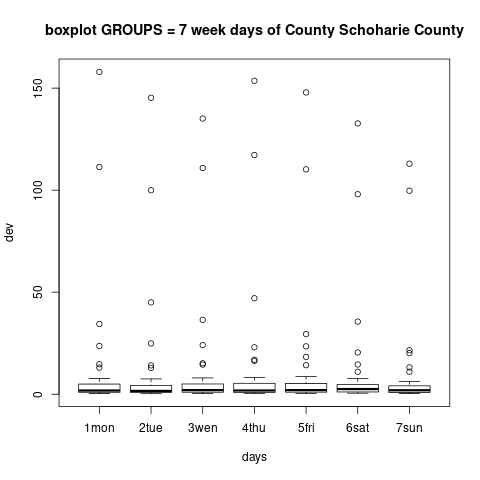 boxplot GROUPS = 7 week days of County Schoharie County
150
100
50
0
dev
1mon 2tue 3wen 4thu 5fri 6sat 7sun
days